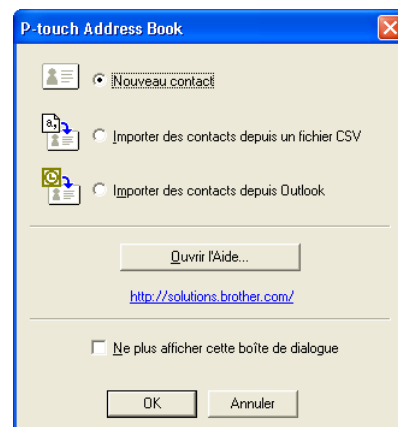 P-touch Address Book
Nouveau contact
a,
Importer des contacts depuis un fichier CSV
Importer des contacts depuis Outlook
Ouvrir l'Aide...
http://solutions.brother.com/
Ne plus afficher cette boîte de dialogue
OK
Annuler